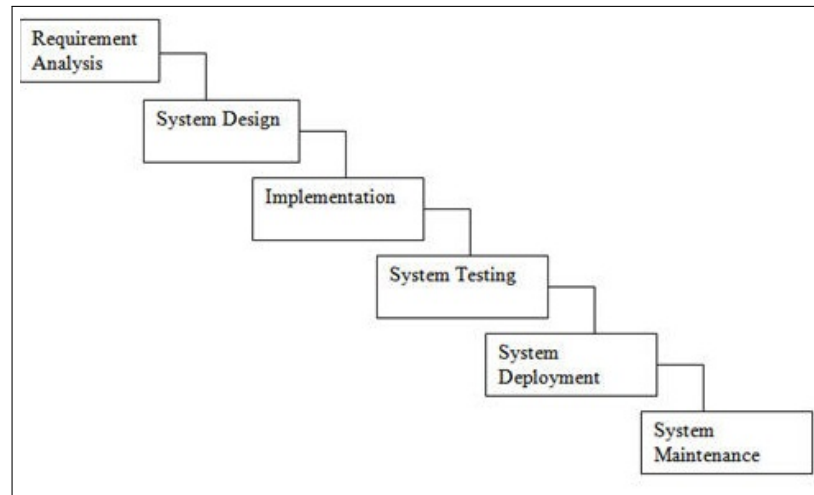 Requirement
Analysis
System Design
Implementation
System Testing
System
Deployment
System
Maintenance